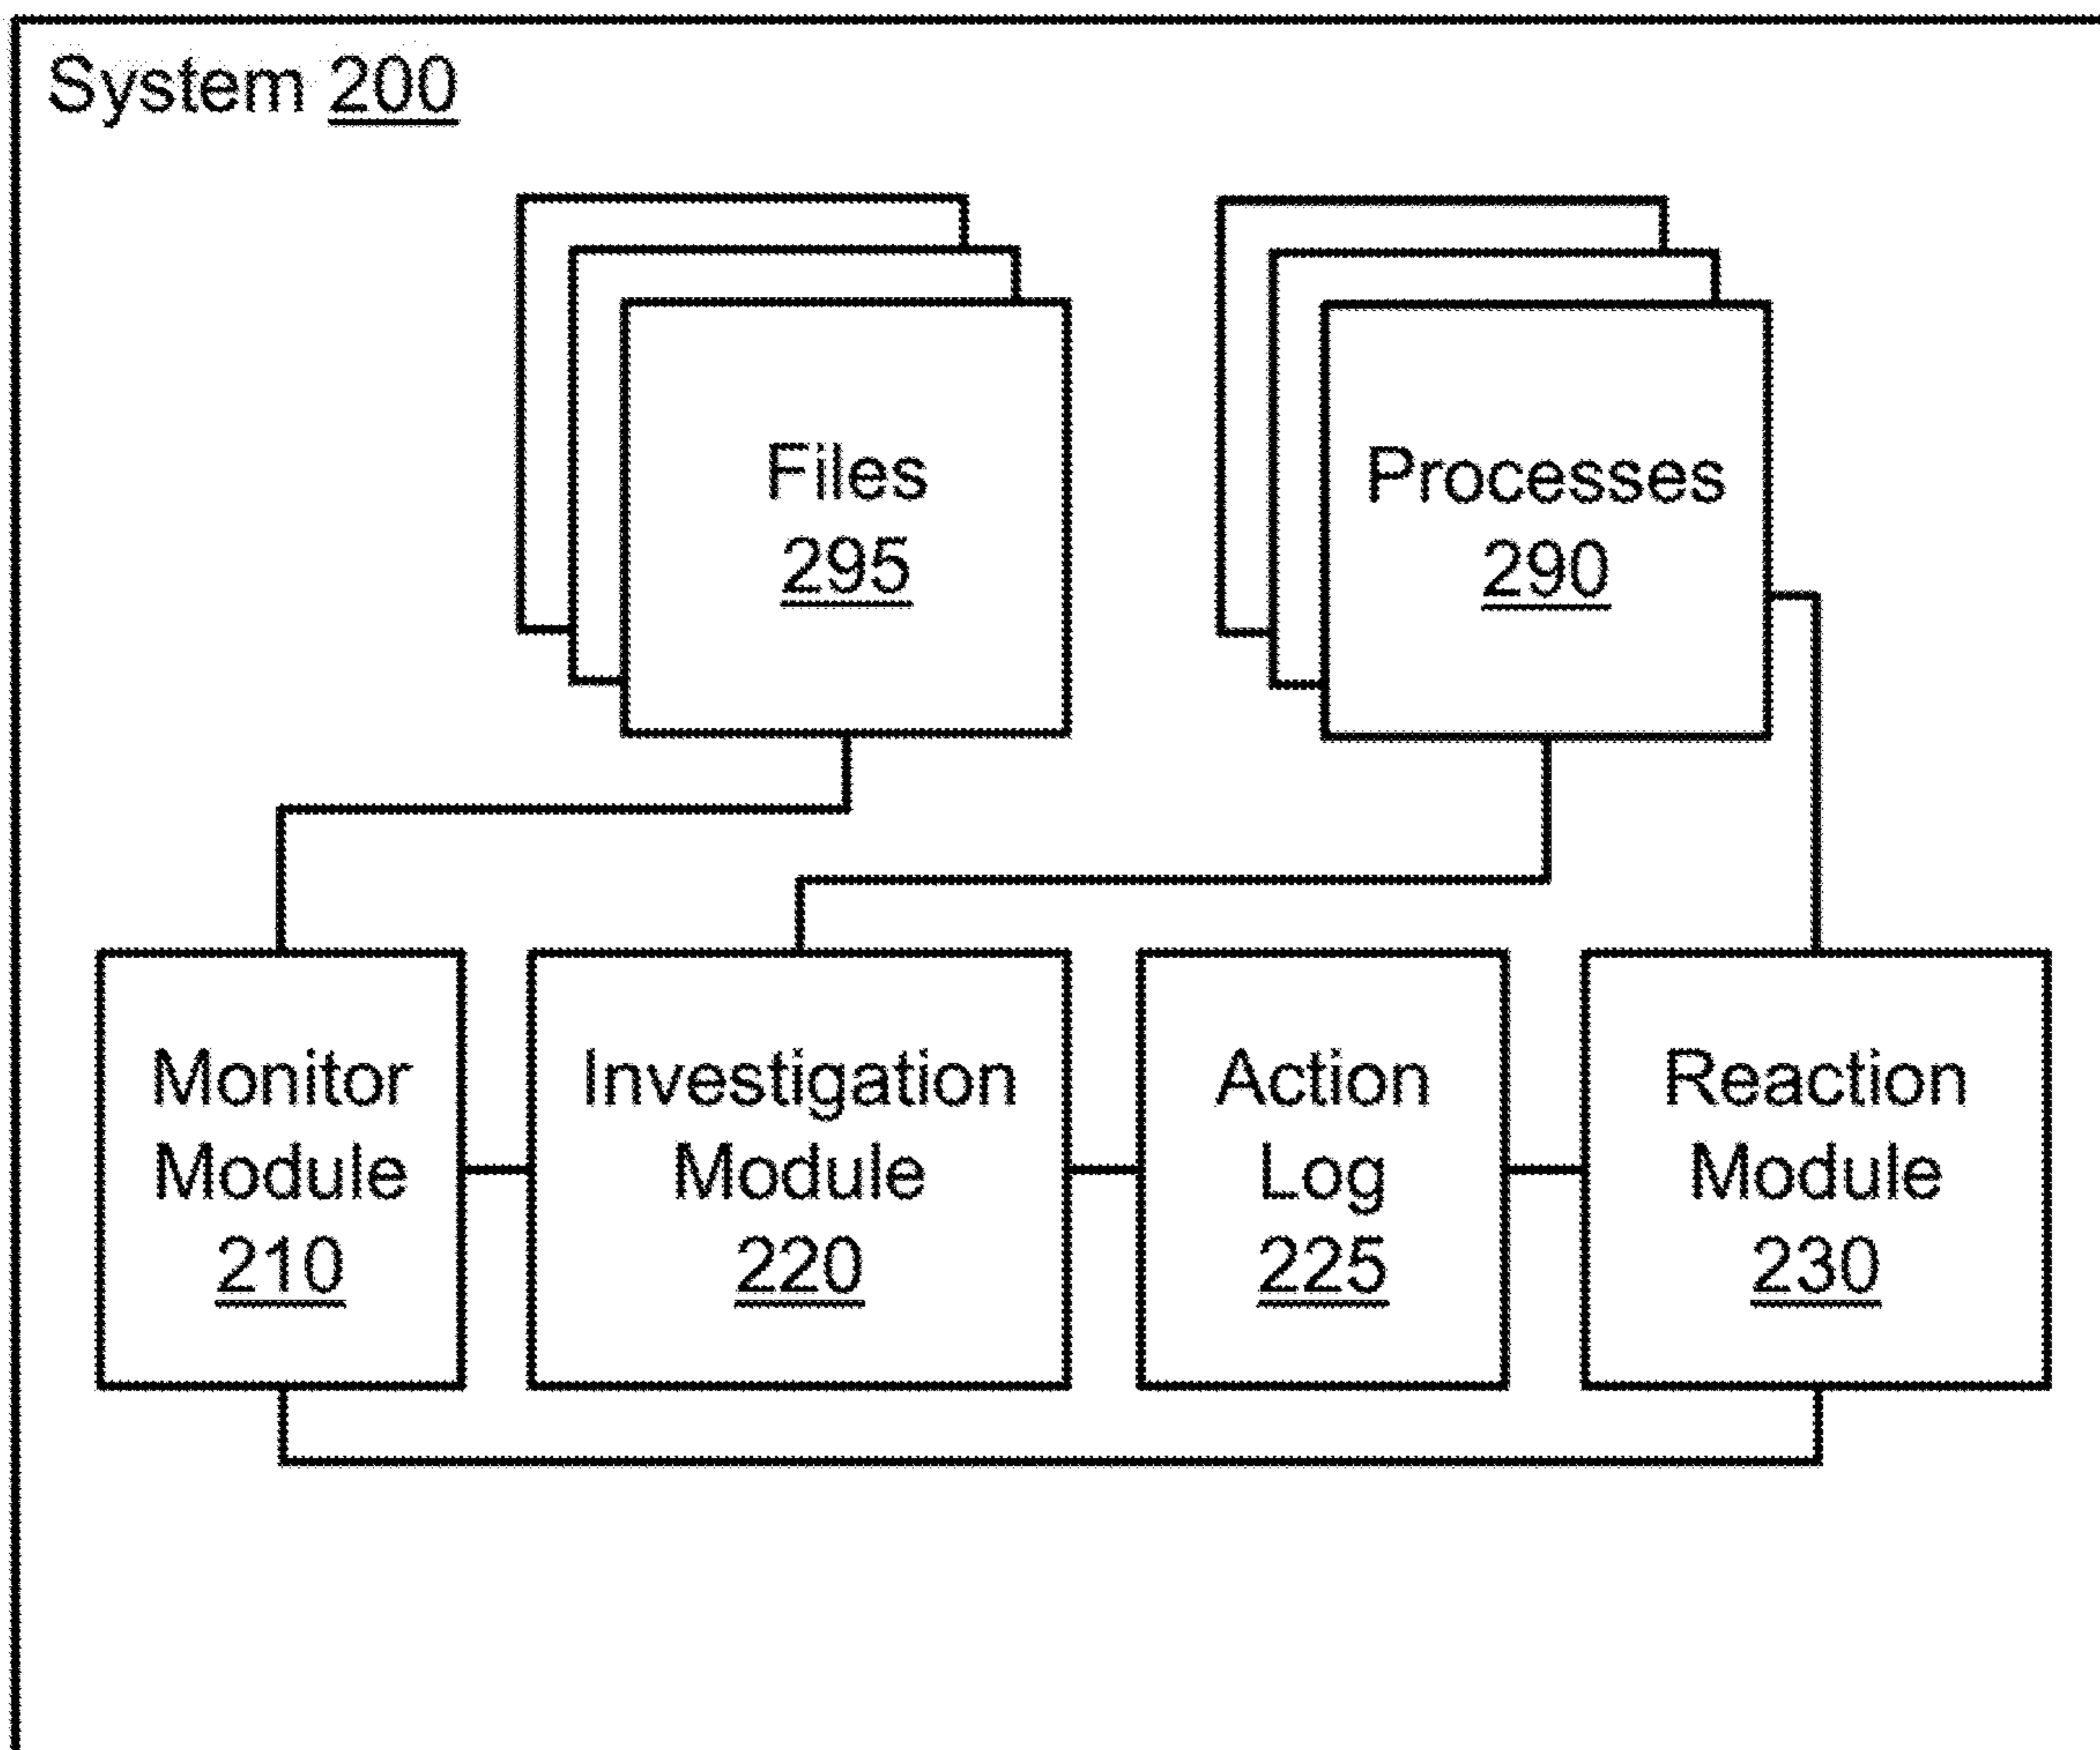 System 200
Files
295
Processes
290
Monitor
Module
210
Investigation
Module
220
Action
Log
225
Reaction
Module
230